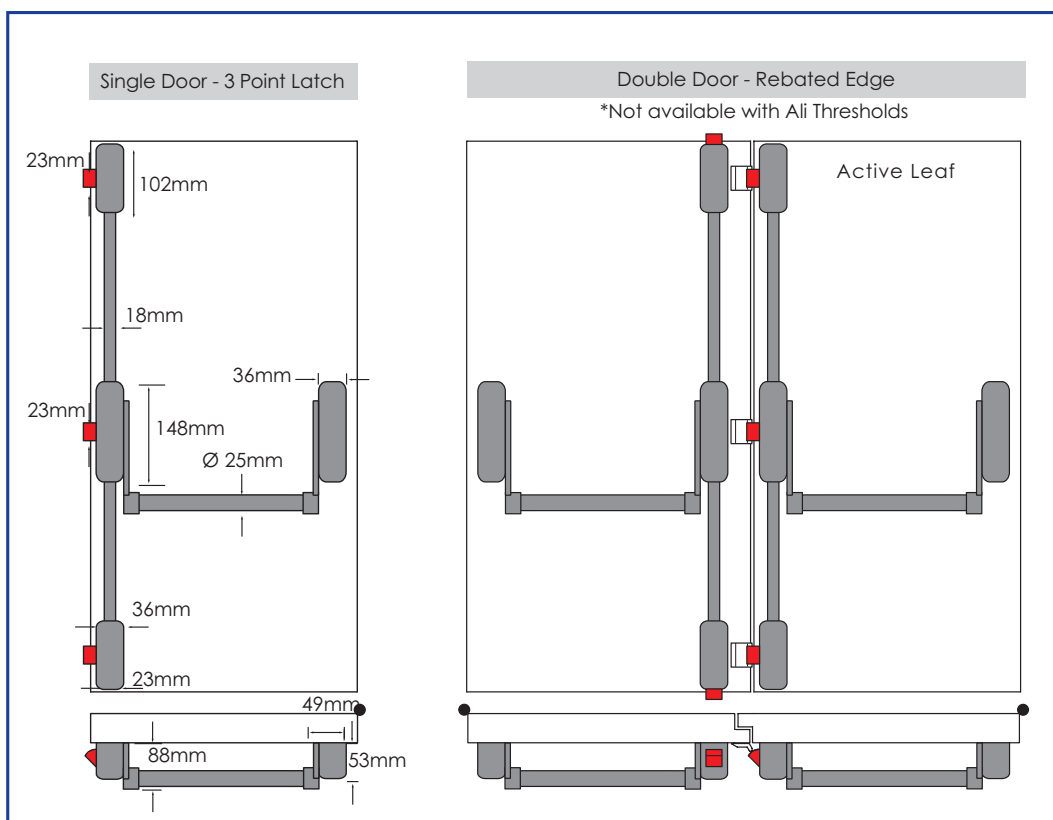 Single Door - 3 Point Latch
Double Door - Rebated Edge
*Not available with Ali Thresholds
23mm
102mm
Active Leaf
18mm
36mm
23mm
148mm
Ø 25mm
36mm
23mm
49mm
88mm
53mm